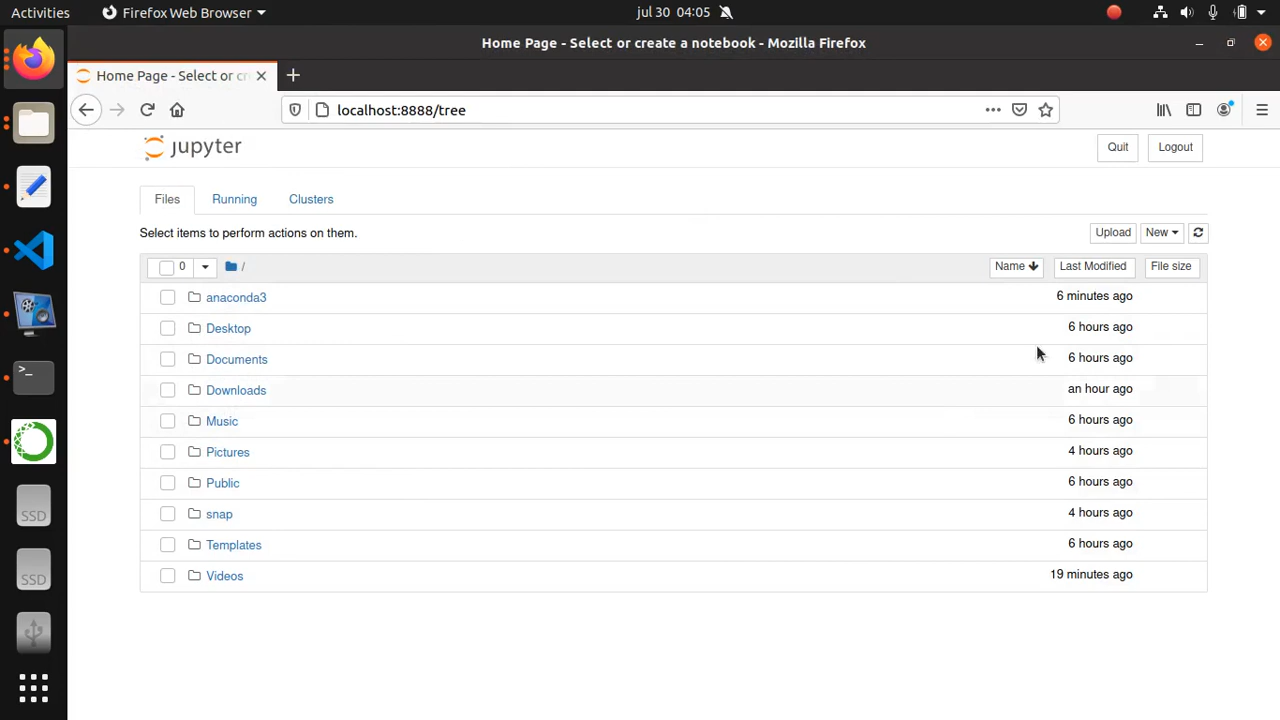 Activities Firefox Web Browser jul 30 04:05
Home Page - Select or create a notebook - Mozilla Firefox
Home Page - Select or cr
localhost:8888/tree
jupyter Quit Logout
Files Running Clusters
Select items to perform actions on them. Upload New
0 / Name Last Modified File size
anaconda3 6 minutes ago
Desktop 6 hours ago
Documents 6 hours ago
Downloads an hour ago
Music 6 hours ago
Pictures 4 hours ago
Public 6 hours ago
snap 4 hours ago
Templates 6 hours ago
Videos 19 minutes ago
>_
SSD
SSD